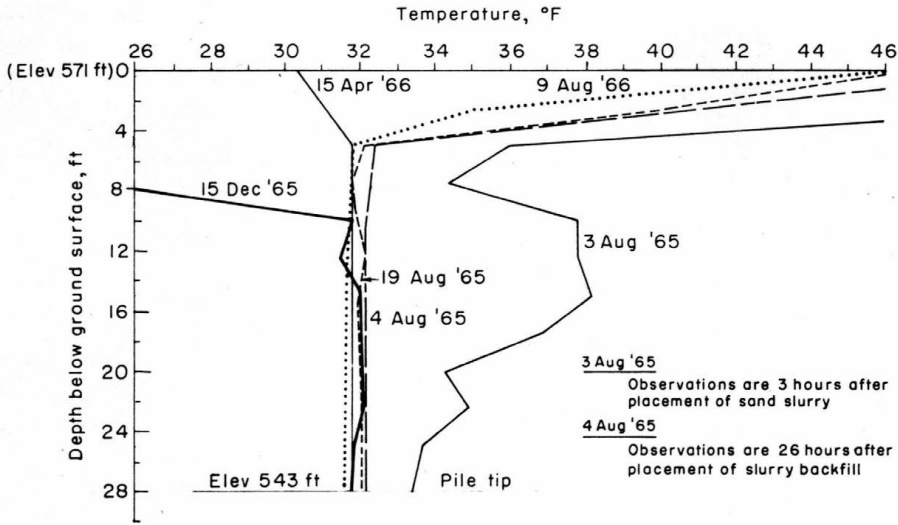 Temperature, °F
26 28 30 32 34 36 38 40 42 44 46
(Elev 571 ft) 0
15 Apr '66
9 Aug '66
4
8
15 Dec '65
12
3 Aug '65
19 Aug '65
16
4 Aug '65
20
24
28
Depth below ground surface, ft
3 Aug '65
Observations are 3 hours after
placement of sand slurry
4 Aug '65
Observations are 26 hours after
placement of slurry backfill
Elev 543 ft
Pile tip